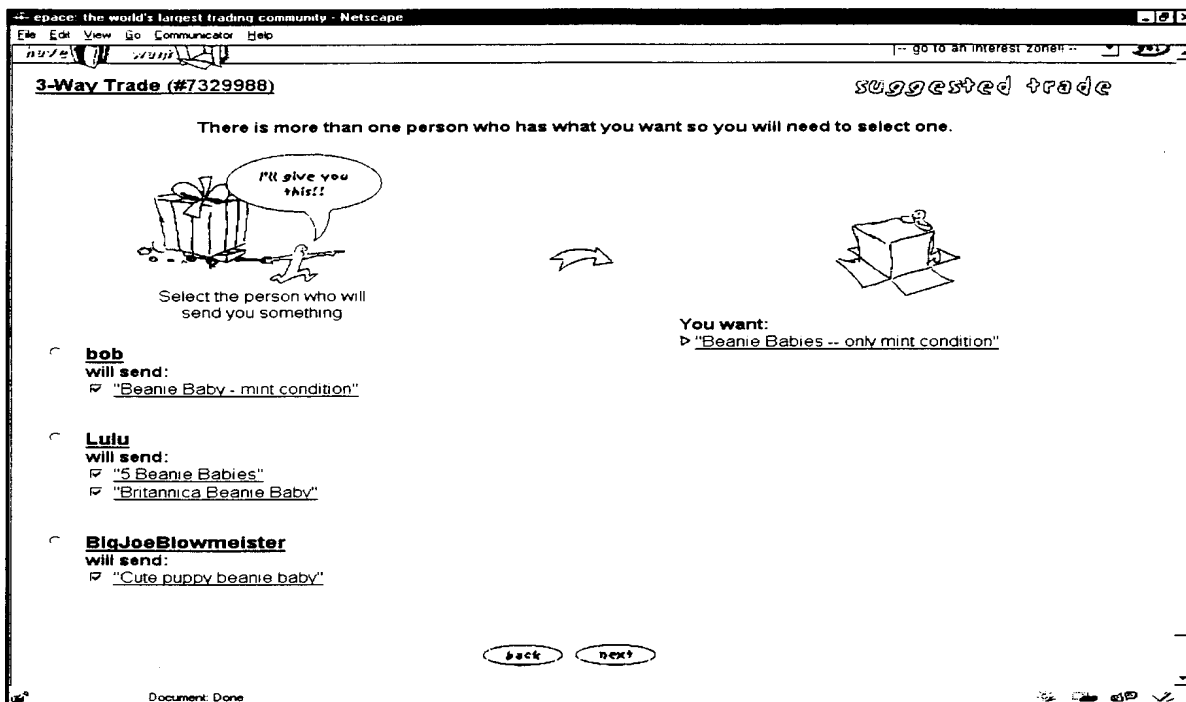 epace: the world's largest trading community - Netscape
File Edit View Go Communicator Help
have want -- go to an interest zone!! -- go!
3-Way Trade (#7329988) suggested trade
There is more than one person who has what you want so you will need to select one.
I'll give you
this!!
Select the person who will
send you something
You want:
"Beanie Babies -- only mint condition"
bob
will send:
"Beanie Baby - mint condition"
Lulu
will send:
"5 Beanie Babies"
"Britannica Beanie Baby"
BigJoeBlowmeister
will send:
"Cute puppy beanie baby"
back next
Document: Done